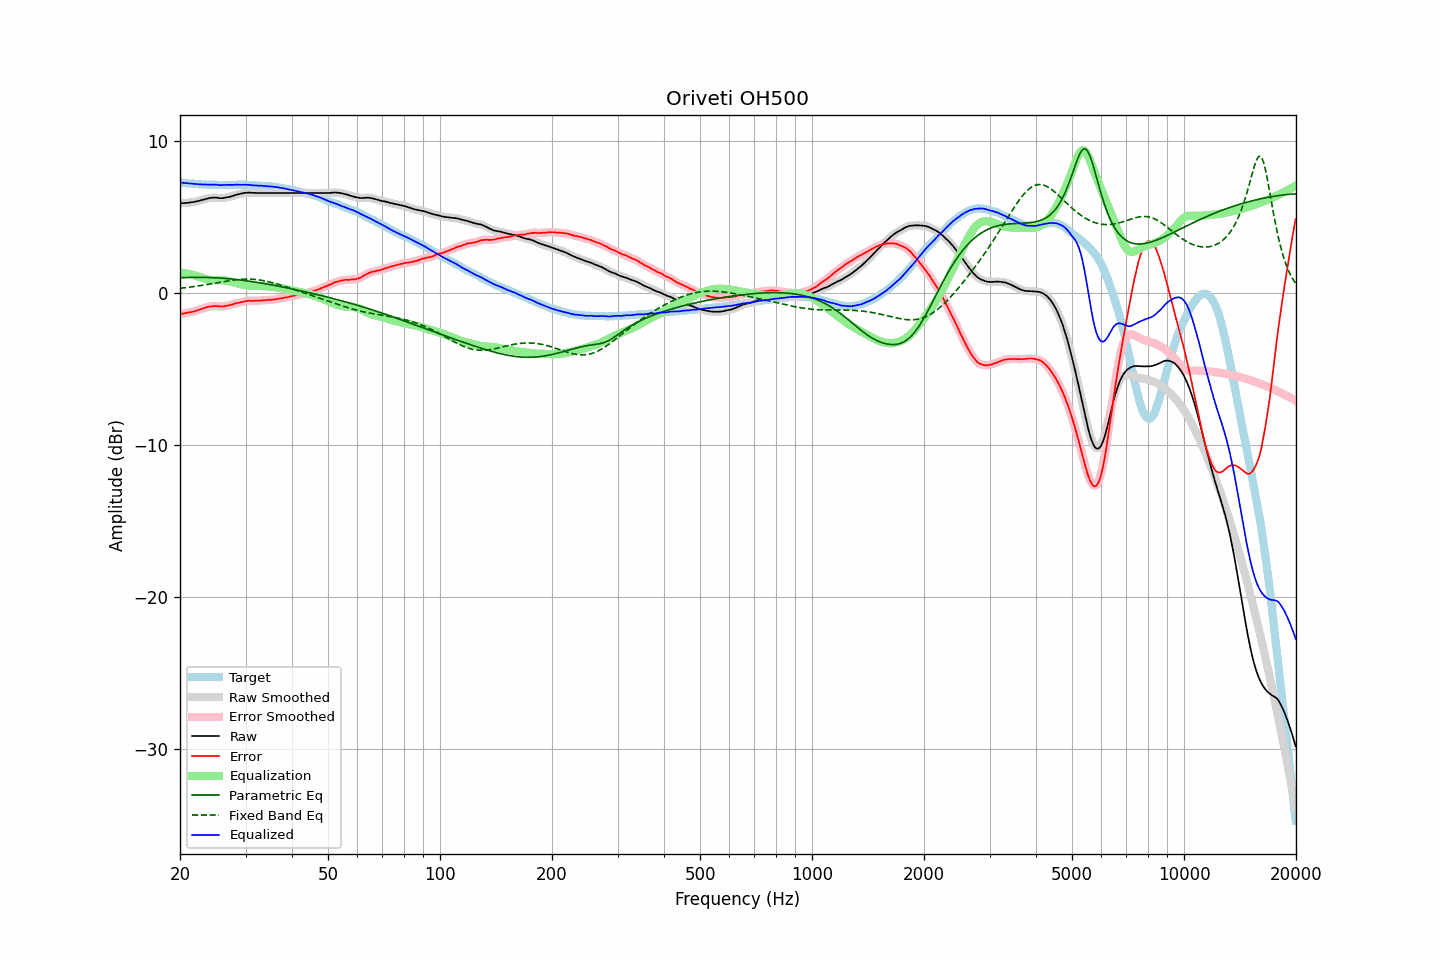 Oriveti OH500
Amplitude (dBr)
10
0
−10
−20
−30
Target
Raw Smoothed
Error Smoothed
Raw
Error
Equalization
Parametric Eq
Fixed Band Eq
Equalized
20
50
100
200
500
1000
2000
5000
10000
20000
Frequency (Hz)